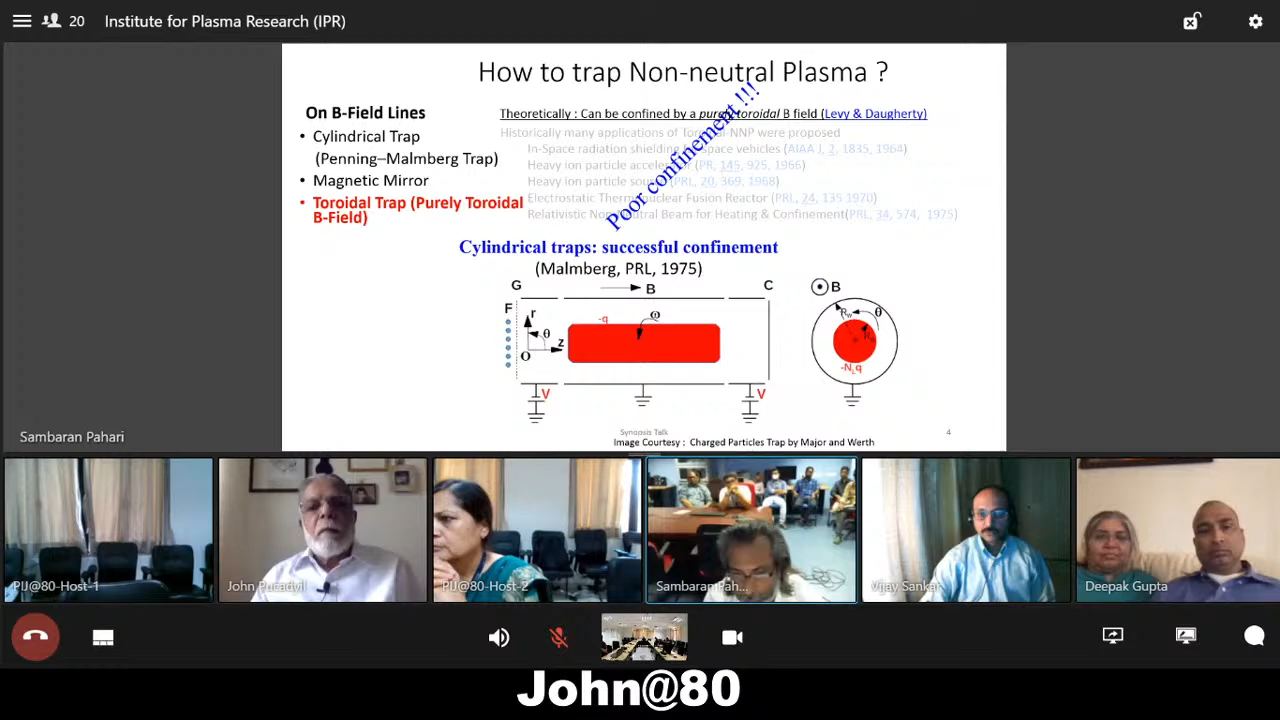 20 Institute for Plasma Research (IPR)
How to trap Non-neutral Plasma ?
On B-Field Lines
• Cylindrical Trap
(Penning–Malmberg Trap)
• Magnetic Mirror
• Toroidal Trap (Purely Toroidal
B-Field)
Theoretically : Can be confined by a purely toroidal B field (Levy & Daugherty)
Historically many applications of Toroidal-NNP were proposed
In-Space radiation shielding for space vehicles (AIAA J, 2, 1835, 1964)
Heavy ion particle accelerator (PR, 145, 925, 1966)
Heavy ion particle source (PRL, 20, 369, 1968)
Electrostatic Thermonuclear Fusion Reactor (PRL, 24, 135 1970)
Relativistic Non-neutral Beam for Heating & Confinement(PRL, 34, 574, 1975)
Poor confinement !!!
Cylindrical traps: successful confinement
(Malmberg, PRL, 1975)
G B C
F r θ z O
-q ω
V V
B
θ
-NLq
Synopsis Talk 4
Image Courtesy : Charged Particles Trap by Major and Werth
Sambaran Pahari
PIJ@80-Host-1
John Pucadyil
PIJ@80-Host-2
Sambaran Pah...
Vijay Sankar
Deepak Gupta
John@80